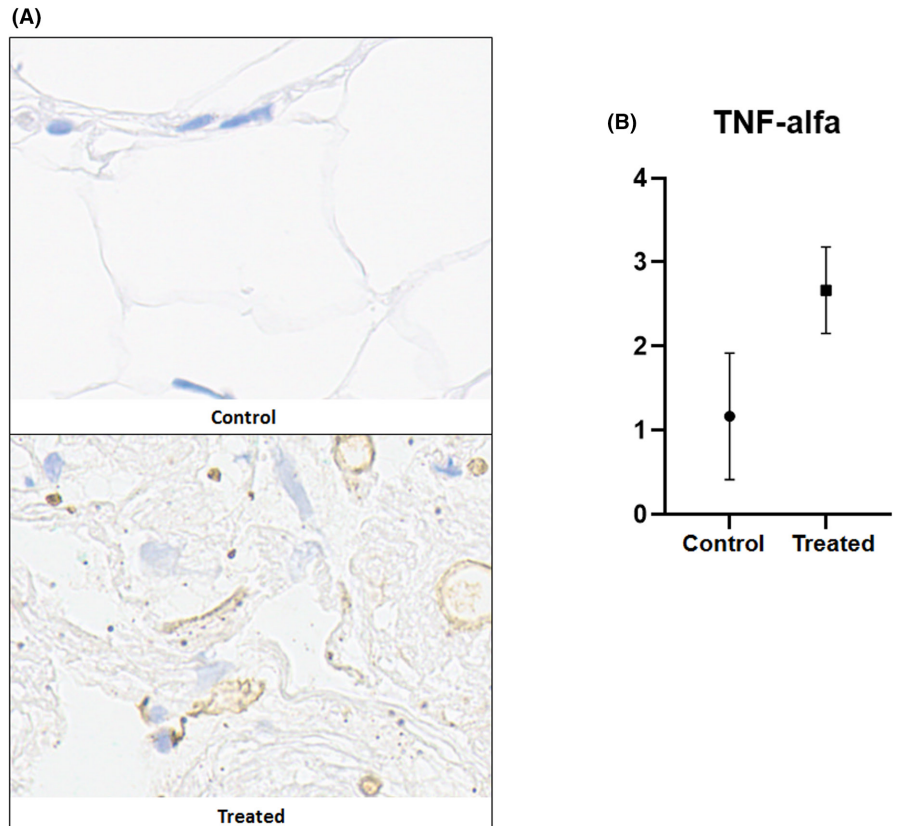 (A)
Control
Treated
(B)
TNF-alfa
4
3
2
1
0
Control Treated